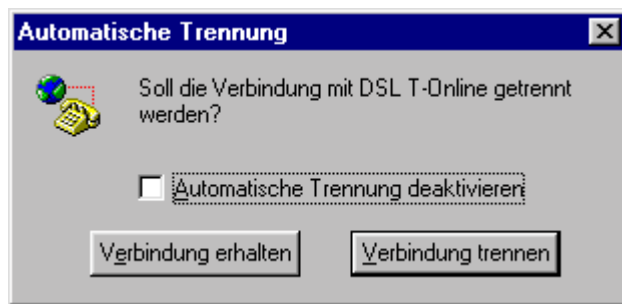 Automatische Trennung
Soll die Verbindung mit DSL T-Online getrennt
werden?
Automatische Trennung deaktivieren
Verbindung erhalten
Verbindung trennen